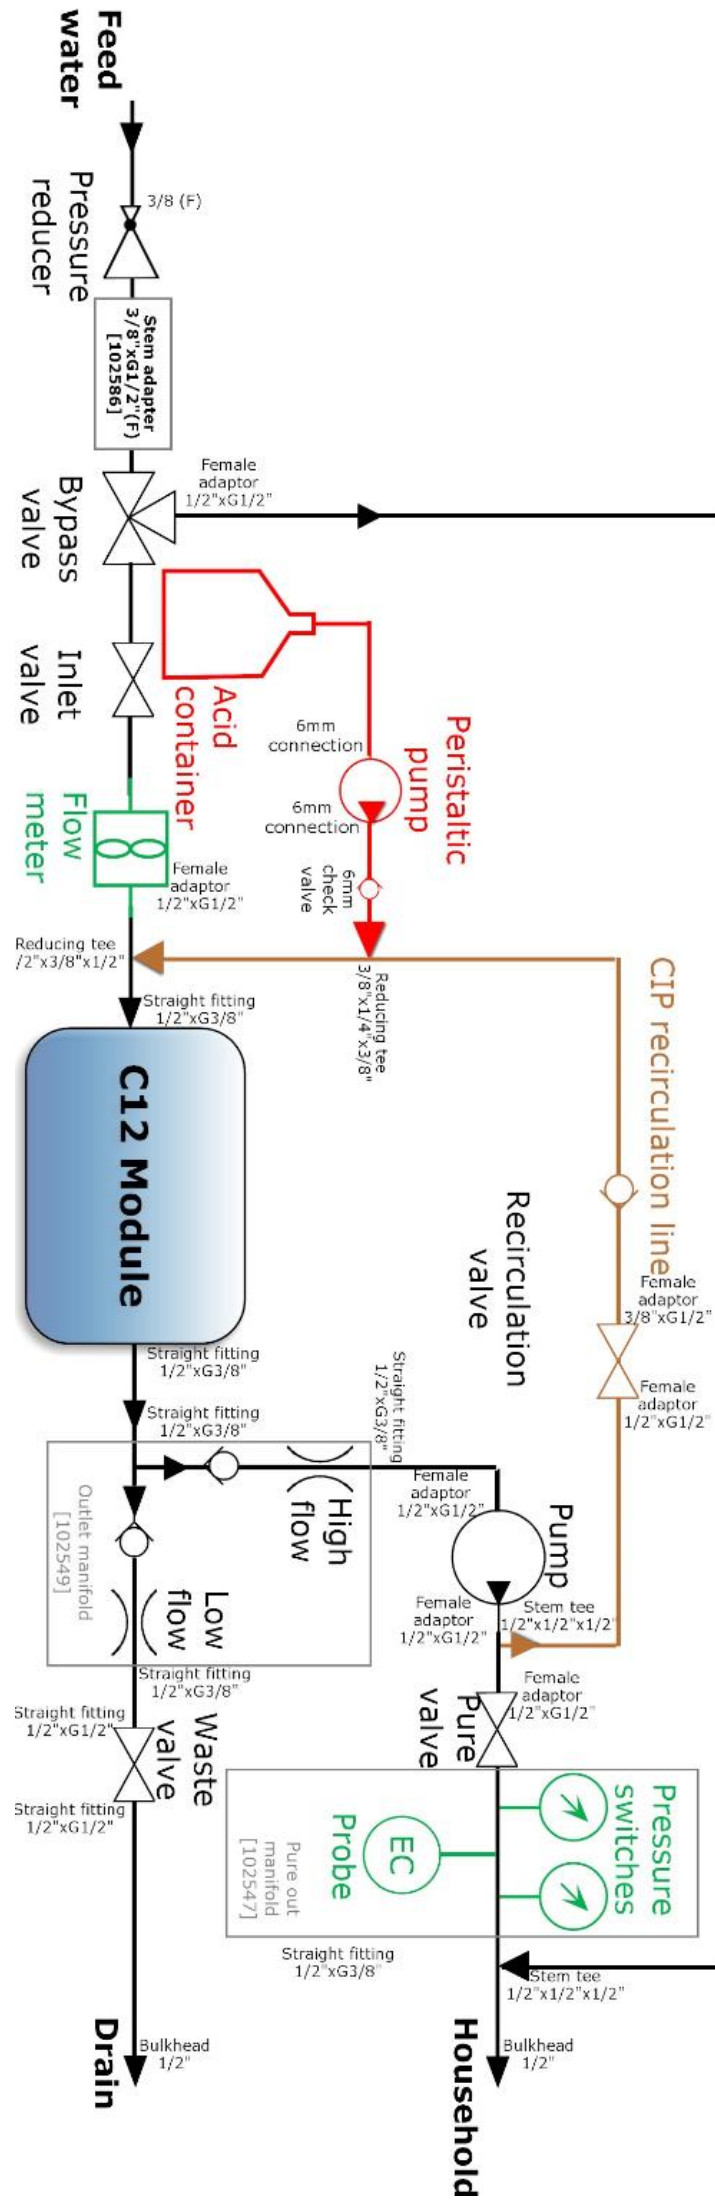 Feed
water
Pressure
reducer
3/8 (F)
Stem adapter
3/8"xG1/2"(F)
[102586]
Female
adaptor
1/2"xG1/2"
Bypass
valve
Inlet
valve
Acid
container
6mm
connection
Peristaltic
pump
6mm
connection
6mm
check
valve
Flow
meter
Female
adaptor
1/2"xG1/2"
Reducing tee
/2"x3/8"x1/2"
Reducing tee
3/8"x1/4"x3/8"
CIP recirculation line
Straight fitting
1/2"xG3/8"
C12 Module
Recirculation
valve
Female
adaptor
3/8"xG1/2"
Female
adaptor
1/2"xG1/2"
Straight fitting
1/2"xG3/8"
Straight fitting
1/2"xG3/8"
Straight fitting
1/2"xG3/8"
Female
adaptor
1/2"xG1/2"
High
flow
Outlet manifold
[102549]
Pump
Low
flow
Female
adaptor
1/2"xG1/2"
Stem tee
1/2"x1/2"x1/2"
Straight fitting
1/2"xG3/8"
Female
adaptor
1/2"xG1/2"
Straight fitting
1/2"xG1/2"
Waste
valve
Pure
valve
Straight fitting
1/2"xG1/2"
Pressure
switches
EC
Probe
Pure out
manifold
[102547]
Straight fitting
1/2"xG3/8"
Stem tee
1/2"x1/2"x1/2"
Bulkhead
1/2"
Drain
Bulkhead
1/2"
Household